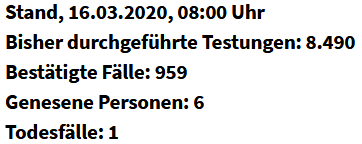 Stand, 16.03.2020, 08:00 Uhr
Bisher durchgeführte Testungen: 8.490
Bestätigte Fälle: 959
Genesene Personen: 6
Todesfälle: 1